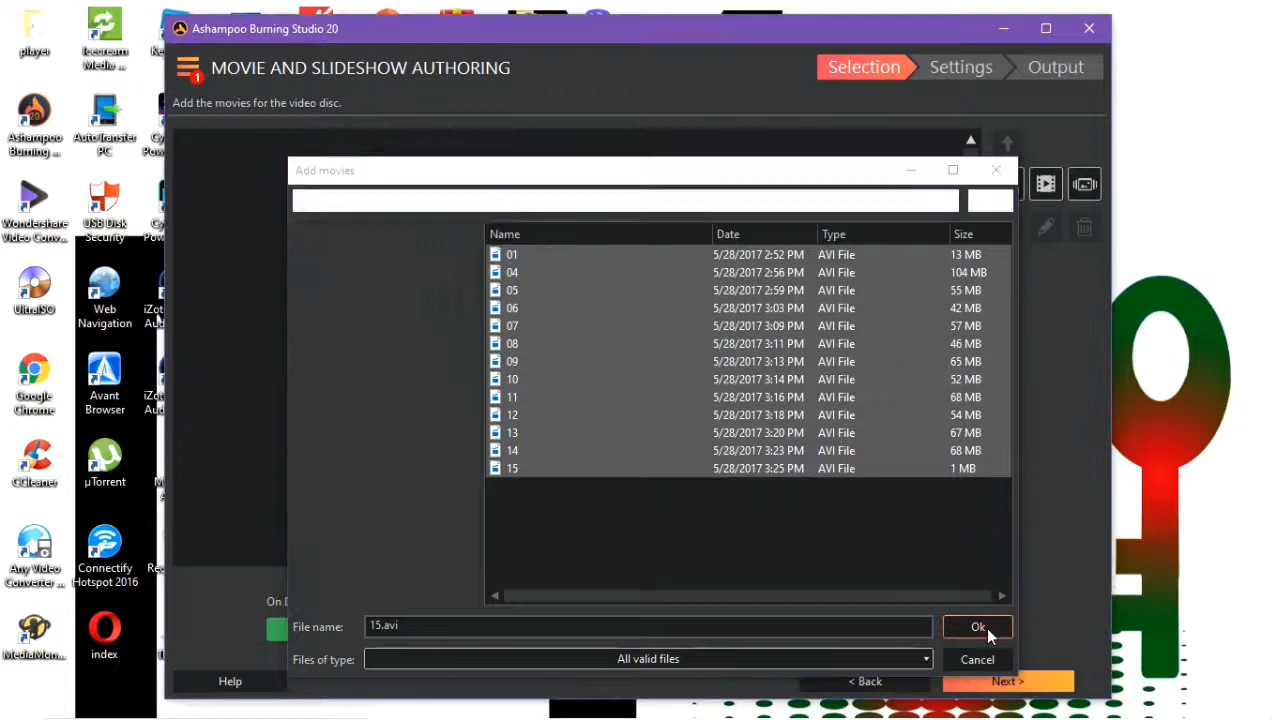 Ashampoo Burning Studio 20
1
MOVIE AND SLIDESHOW AUTHORING
Selection
Settings
Output
Add the movies for the video disc.
Add movies
Name
Date
Type
Size
01 5/28/2017 2:52 PM AVI File 13 MB
04 5/28/2017 2:56 PM AVI File 104 MB
05 5/28/2017 2:59 PM AVI File 55 MB
06 5/28/2017 3:03 PM AVI File 42 MB
07 5/28/2017 3:09 PM AVI File 57 MB
08 5/28/2017 3:11 PM AVI File 46 MB
09 5/28/2017 3:13 PM AVI File 65 MB
10 5/28/2017 3:14 PM AVI File 52 MB
11 5/28/2017 3:16 PM AVI File 68 MB
12 5/28/2017 3:18 PM AVI File 54 MB
13 5/28/2017 3:20 PM AVI File 67 MB
14 5/28/2017 3:23 PM AVI File 68 MB
15 5/28/2017 3:25 PM AVI File 1 MB
File name: 15.avi
Ok
Files of type: All valid files
Cancel
Help
< Back
Next >
player
Icecream
Media ...
Ashampoo
Burning ...
AutoTransfer
PC
Wondershare
Video Conv...
USB Disk
Security
UltraISO
Web
Navigation
Google
Chrome
Avant
Browser
CCleaner
µTorrent
Any Video
Converter ...
Connectify
Hotspot 2016
MediaMon...
index